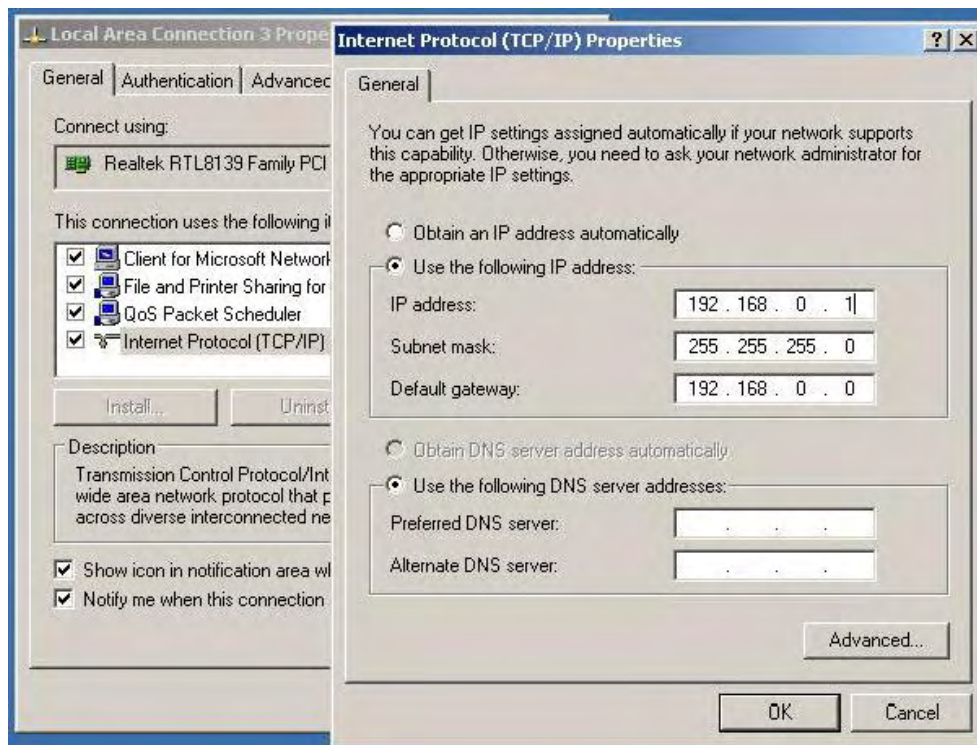 Local Area Connection 3 Prope
General
Authentication
Advanced
Connect using:
Realtek RTL8139 Family PCI
This connection uses the following
Client for Microsoft Network
File and Printer Sharing for
QoS Packet Scheduler
Internet Protocol (TCP/IP)
Install...
Uninst
Description
Transmission Control Protocol/Int
wide area network protocol that p
across diverse interconnected ne
Show icon in notification area wh
Notify me when this connection
Internet Protocol (TCP/IP) Properties
General
You can get IP settings assigned automatically if your network supports
this capability. Otherwise, you need to ask your network administrator for
the appropriate IP settings.
Obtain an IP address automatically
Use the following IP address:
IP address: 192 . 168 . 0 . 1
Subnet mask: 255 . 255 . 255 . 0
Default gateway: 192 . 168 . 0 . 0
Obtain DNS server address automatically
Use the following DNS server addresses:
Preferred DNS server: . . .
Alternate DNS server: . . .
Advanced...
OK
Cancel